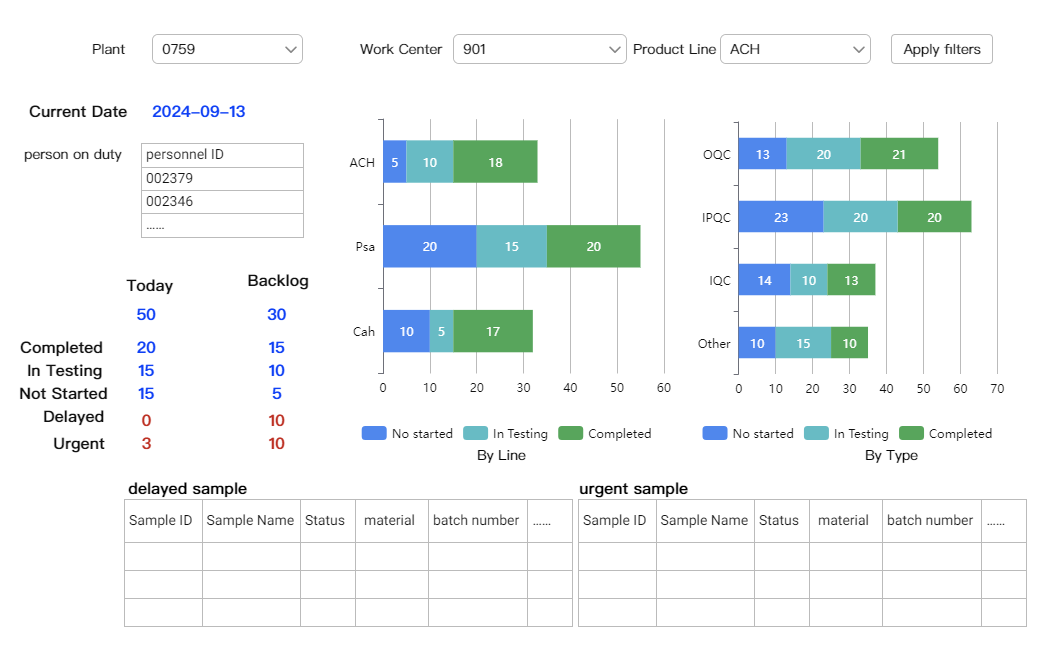 Plant 0759 Work Center 901 Product Line ACH Apply filters
Current Date 2024-09-13
person on duty
personnel ID
002379
002346
......
Today Backlog
50 30
Completed 20 15
In Testing 15 10
Not Started 15 5
Delayed 0 10
Urgent 3 10
ACH 5 10 18
Psa 20 15 20
Cah 10 5 17
0 10 20 30 40 50 60
No started In Testing Completed
By Line
OQC 13 20 21
IPQC 23 20 20
IQC 14 10 13
Other 10 15 10
0 10 20 30 40 50 60 70
No started In Testing Completed
By Type
delayed sample
Sample ID Sample Name Status material batch number ......
urgent sample
Sample ID Sample Name Status material batch number ......